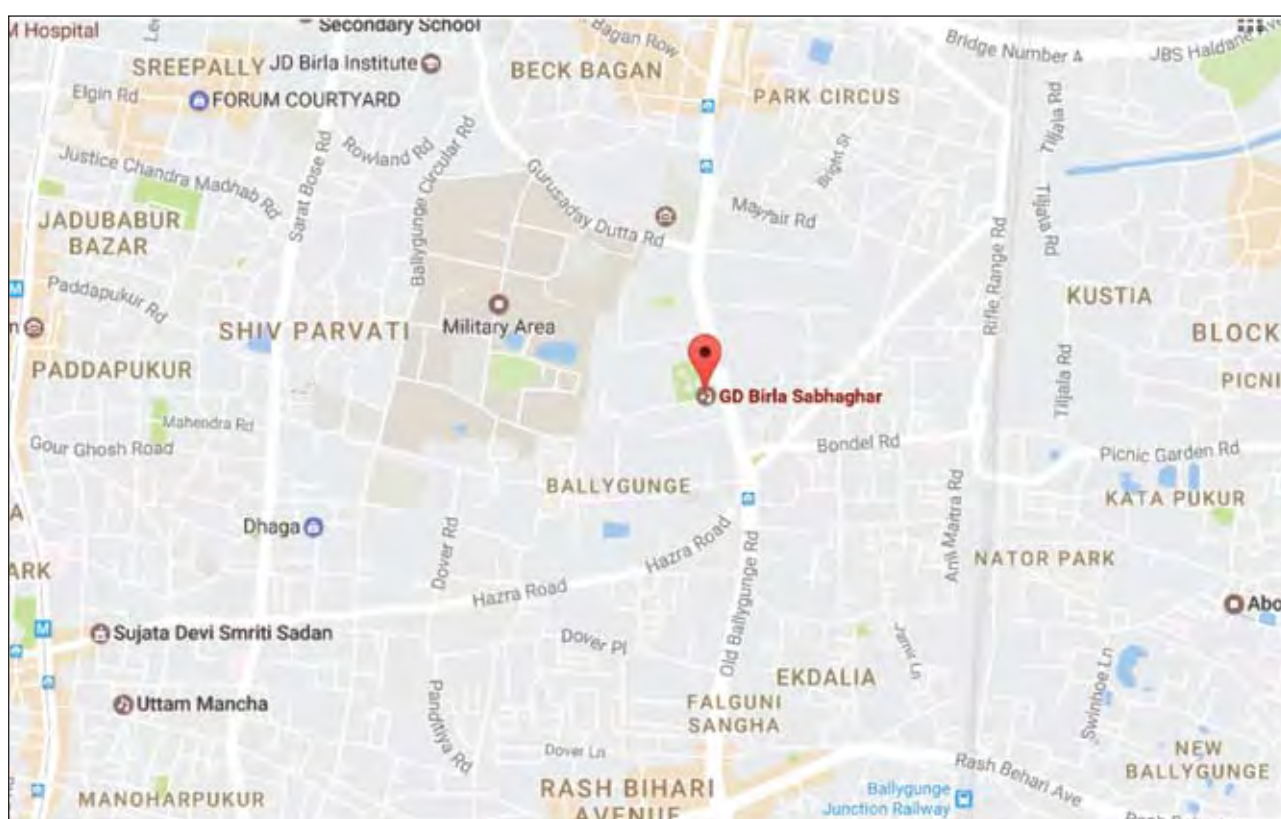 M Hospital
Secondary School
Bagan Row
Bridge Number 4
JBS Haldane
SREEPALLY
JD Birla Institute
BECK BAGAN
Elgin Rd
FORUM COURTYARD
PARK CIRCUS
Tiljala Rd
Justice Chandra Madhab Rd
Rowland Rd
Bright St
Sarat Bose Rd
Ballygunge Circular Rd
Gurusaday Dutta Rd
Mayfair Rd
Tiljala Rd
JADUBABUR
BAZAR
Rifle Range Rd
Paddapukur Rd
KUSTIA
SHIV PARVATI
Military Area
BLOCK
PADDAPUKUR
Tiljala Rd
PICNI
GD Birla Sabhaghar
Mahendra Rd
Gour Ghosh Road
Bondel Rd
Picnic Garden Rd
BALLYGUNGE
KATA PUKUR
Dhaga
Dover Rd
Hazra Road
Old Ballygunge Rd
Anil Maitra Rd
NATOR PARK
ARK
Hazra Road
Abo
Sujata Devi Smriti Sadan
Dover Pl
Jamir Ln
EKDALIA
Swinhoe Ln
Uttam Mancha
Panditiya Rd
FALGUNI
SANGHA
Dover Ln
NEW
BALLYGUNGE
Rash Behari Ave
RASH BIHARI
AVENUE
MANOHARPUKUR
Ballygunge
Junction Railway